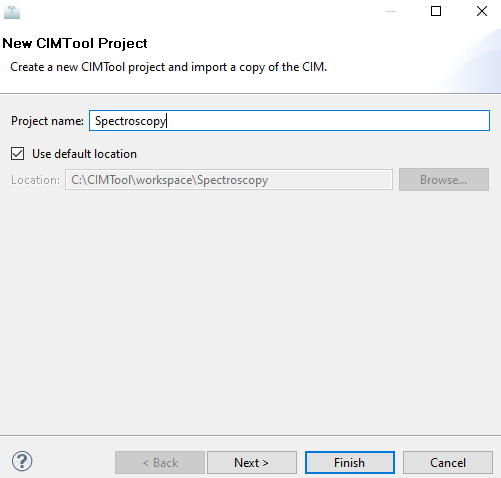 New CIMTool Project
Create a new CIMTool project and import a copy of the CIM.
Project name: Spectroscopy
Use default location
Location: C:\CIMTool\workspace\Spectroscopy Browse...
? < Back Next > Finish Cancel